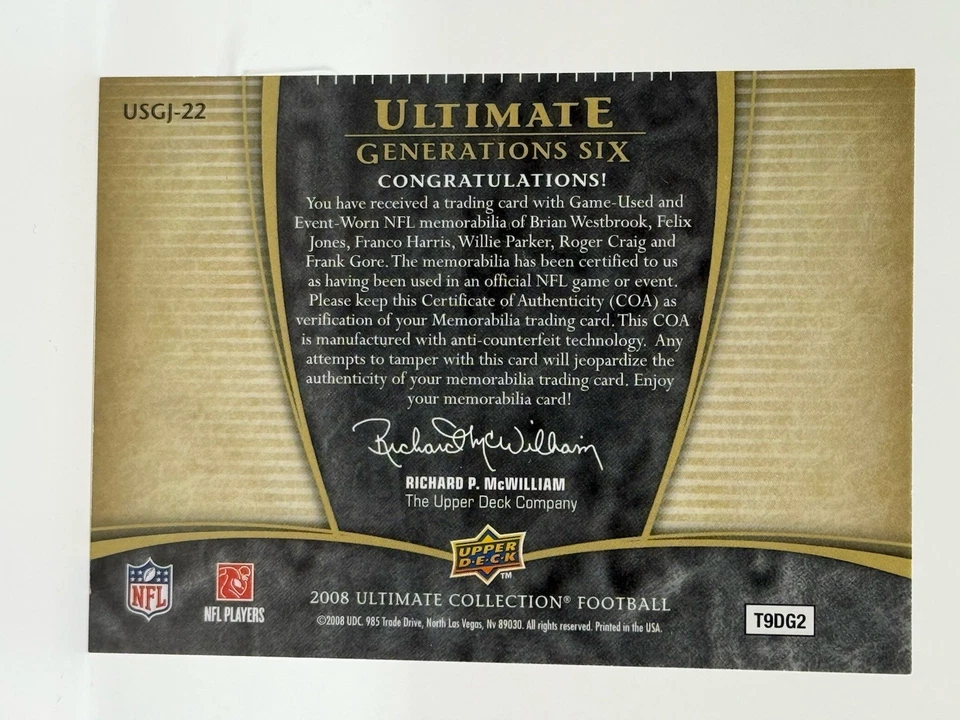 USGJ-22
ULTIMATE
GENERATIONS SIX
CONGRATULATIONS!
You have received a trading card with Game-Used and
Event-Worn NFL memorabilia of Brian Westbrook, Felix
Jones, Franco Harris, Willie Parker, Roger Craig and
Frank Gore. The memorabilia has been certified to us
as having been used in an official NFL game or event.
Please keep this Certificate of Authenticity (COA) as
verification of your Memorabilia trading card. This COA
is manufactured with anti-counterfeit technology. Any
attempts to tamper with this card will jeopardize the
authenticity of your memorabilia trading card. Enjoy
your memorabilia card!
Richard McWilliam
RICHARD P. McWILLIAM
The Upper Deck Company
UPPER
D·E·C·K
TM
NFL
NFL PLAYERS
2008 ULTIMATE COLLECTION® FOOTBALL
©2008 UDC. 985 Trade Drive, North Las Vegas, Nv 89030. All rights reserved. Printed in the USA.
T9DG2